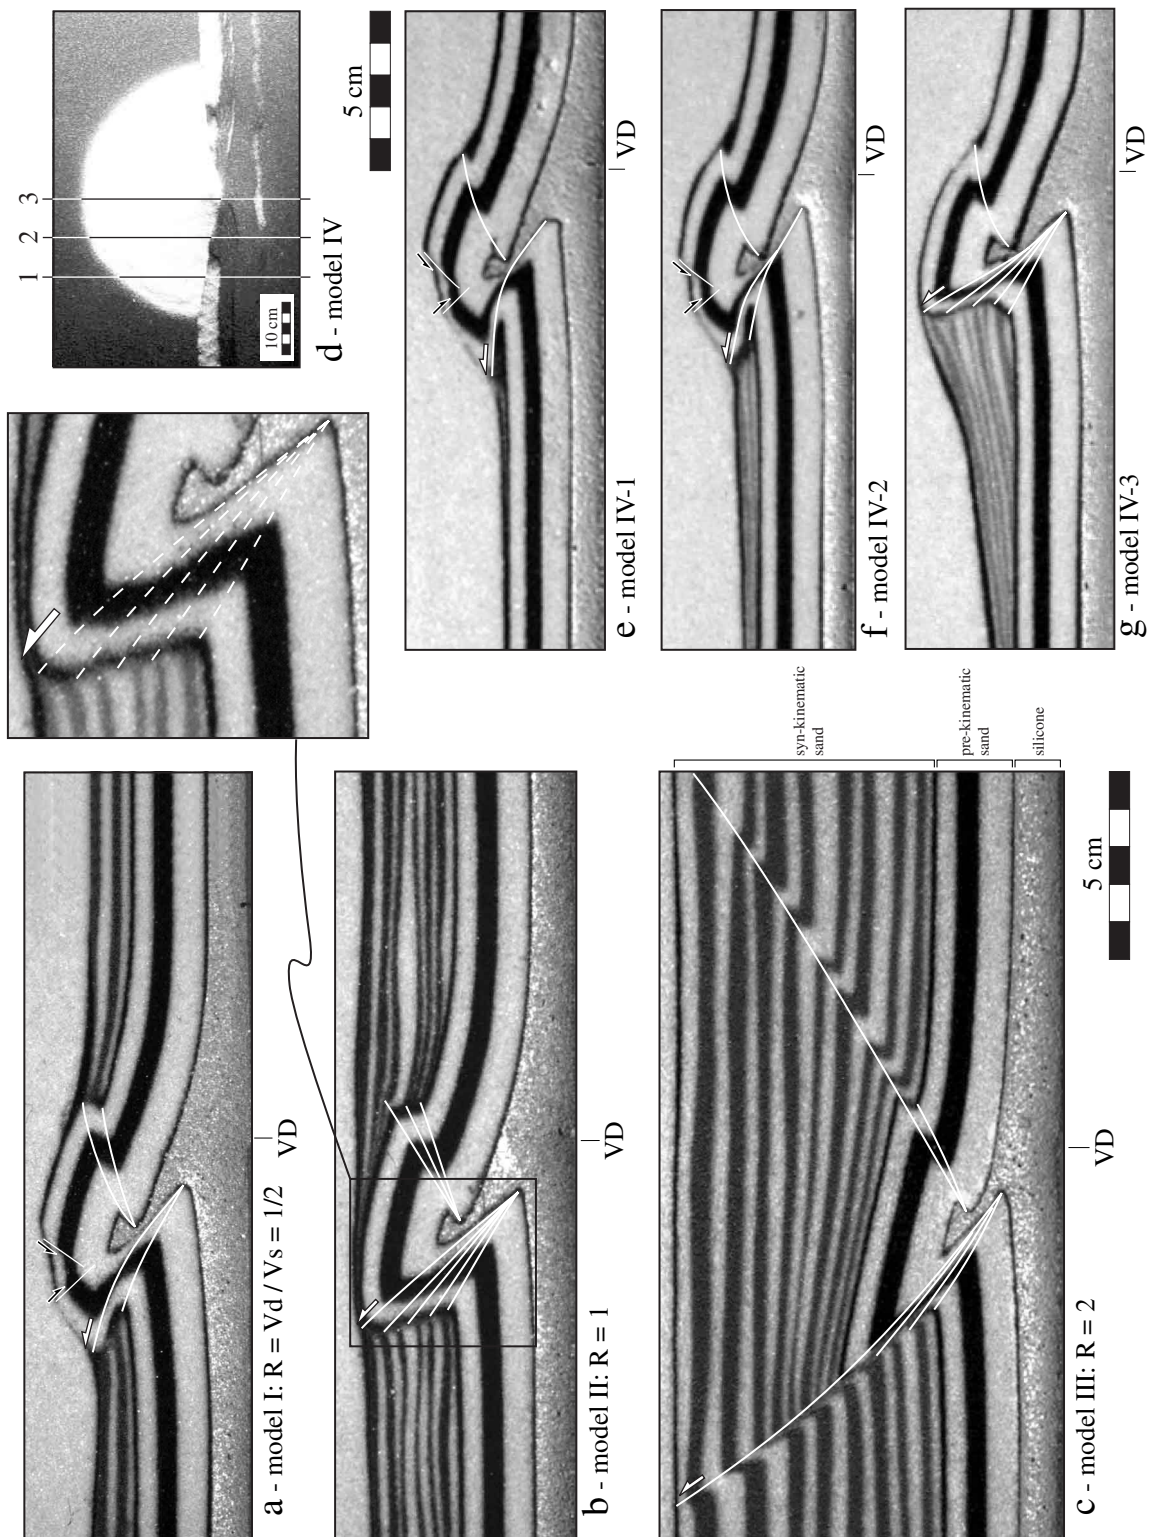 1
2
3
10 cm
d - model IV
5 cm
VD
e - model IV-1
VD
f - model IV-2
VD
g - model IV-3
VD
a - model I: R = Vd / Vs = 1/2
VD
b - model II: R = 1
syn-kinematic
sand
pre-kinematic
sand
silicone
5 cm
VD
c - model III: R = 2